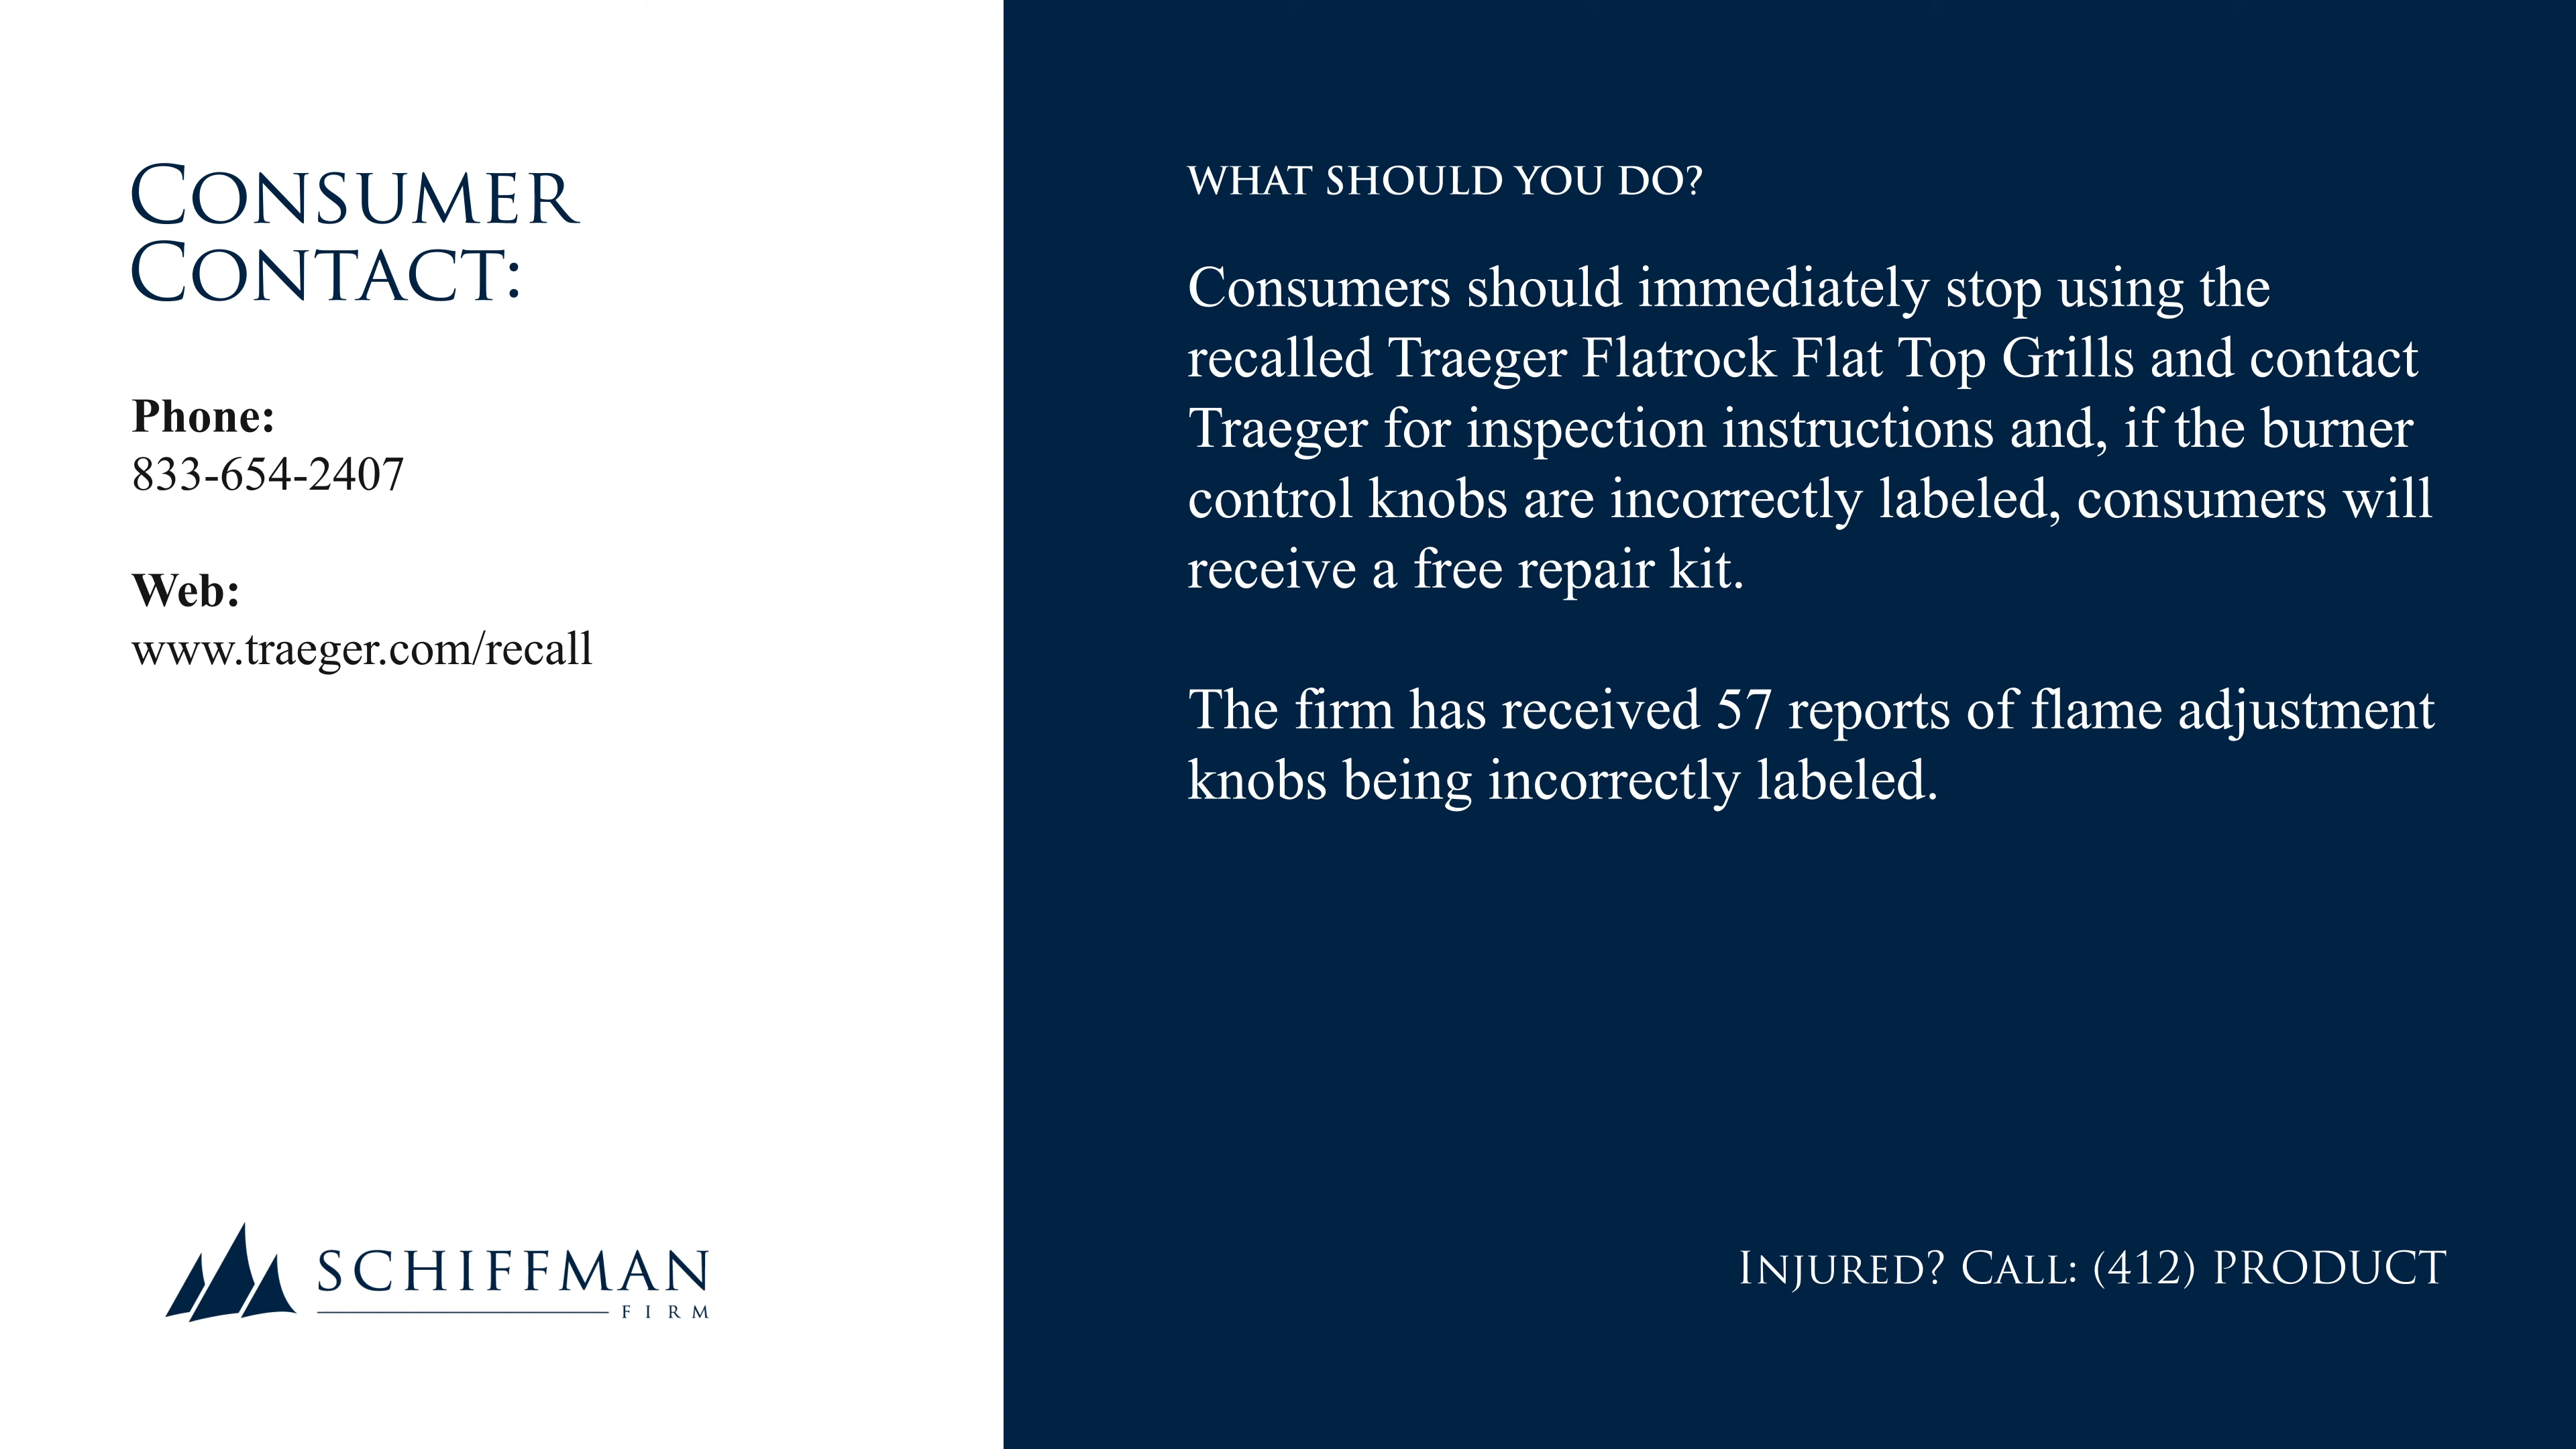 CONSUMER
CONTACT:
Phone:
833-654-2407
Web:
www.traeger.com/recall
SCHIFFMAN
FIRM
WHAT SHOULD YOU DO?
Consumers should immediately stop using the
recalled Traeger Flatrock Flat Top Grills and contact
Traeger for inspection instructions and, if the burner
control knobs are incorrectly labeled, consumers will
receive a free repair kit.
The firm has received 57 reports of flame adjustment
knobs being incorrectly labeled.
INJURED? CALL: (412) PRODUCT